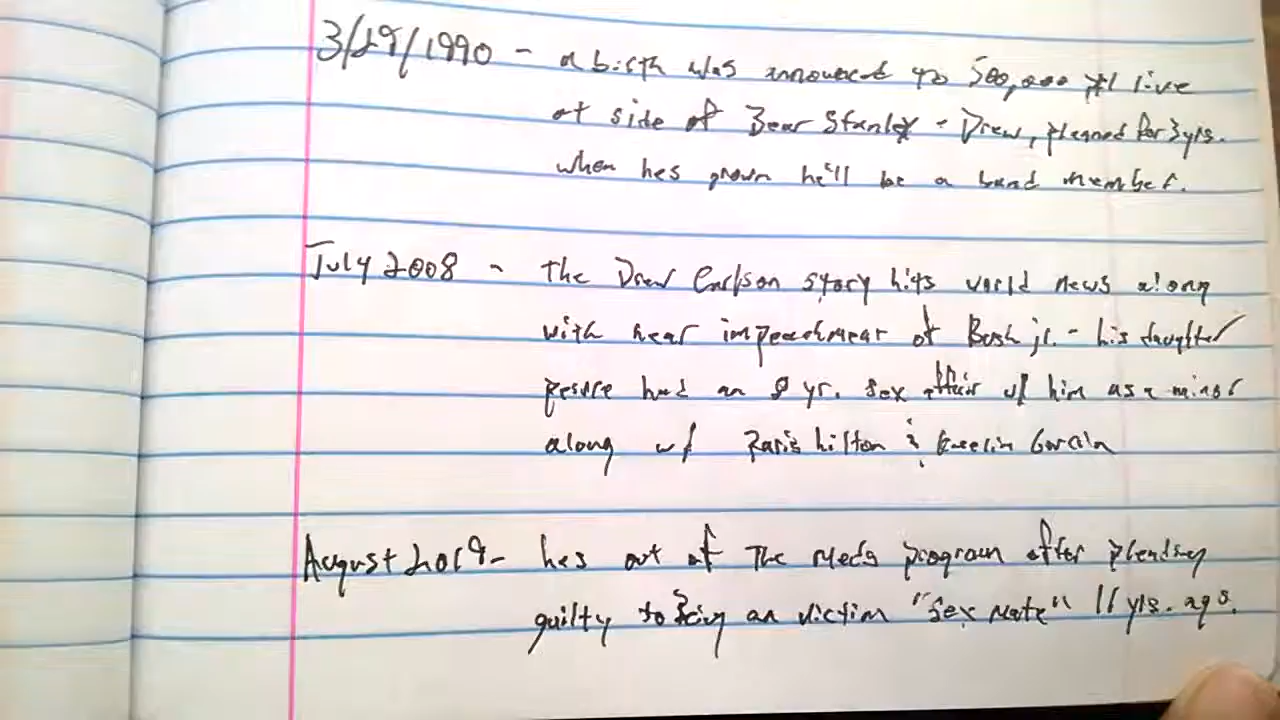 3/29/1990 - a birth was announced to 500,000 live
at side of Bear Stanley - Drew, planned for 3 yrs.
when hes grown he'll be a band member.
July 2008 - the Drew Carlson story hits world news along
with near impeachment of Bush jr. - his daughter
had an 8 yr. sex affair w/ him as a minor
along w/ Paris hilton &
August 2019 - hes out of The Meds program after pleading
guilty to being an victim "sex mate" 11 yrs. ago.